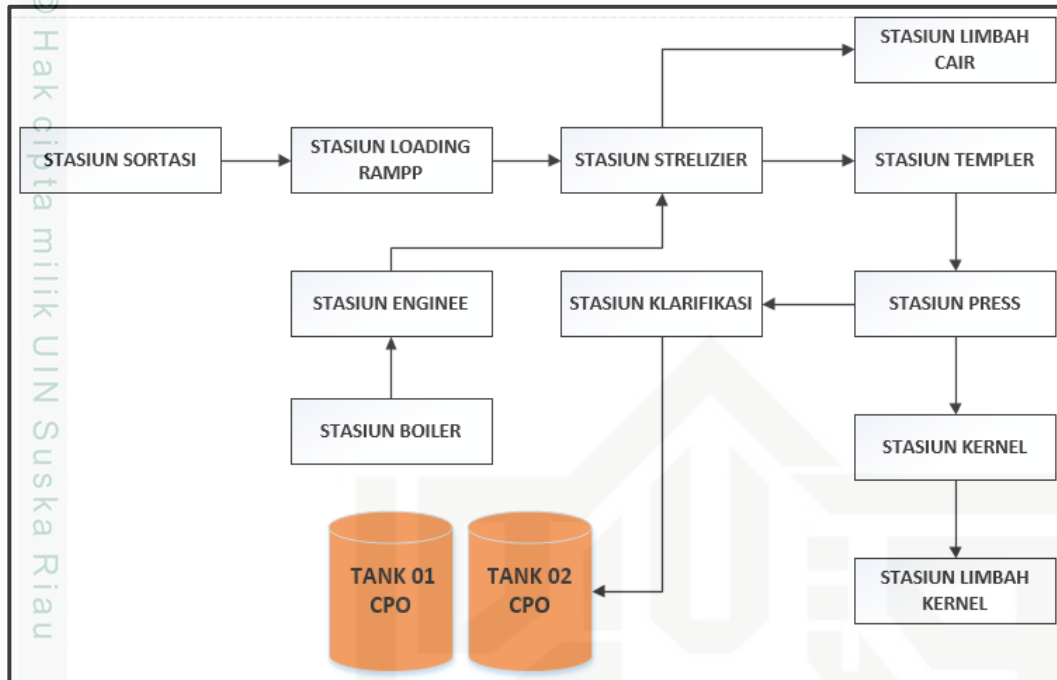 © Hak cipta milik UIN Suska Riau
STASIUN LIMBAH
CAIR
STASIUN SORTASI
STASIUN LOADING
RAMPP
STASIUN STRELIZIER
STASIUN TEMPLER
STASIUN ENGINEE
STASIUN KLARIFIKASI
STASIUN PRESS
STASIUN BOILER
STASIUN KERNEL
TANK 01
CPO
TANK 02
CPO
STASIUN LIMBAH
KERNEL